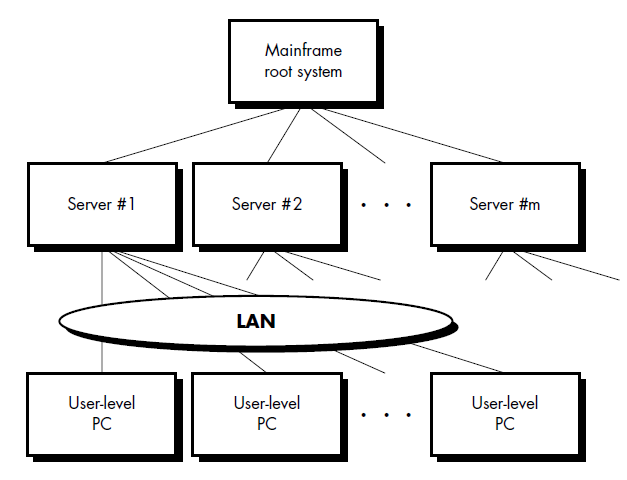 Mainframe
root system
Server #1
Server #2
. . .
Server #m
LAN
User-level
PC
User-level
PC
. . .
User-level
PC